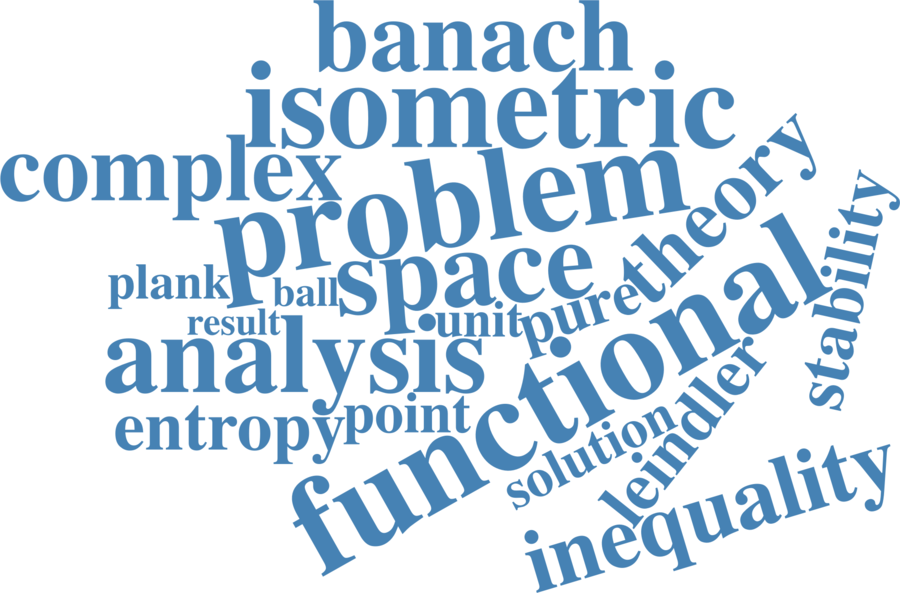 banach
isometric
complex
problem
theory
stability
space
plank
ball
pure
functional
result
unit
analysis
entropy
point
solution
leindler
inequality